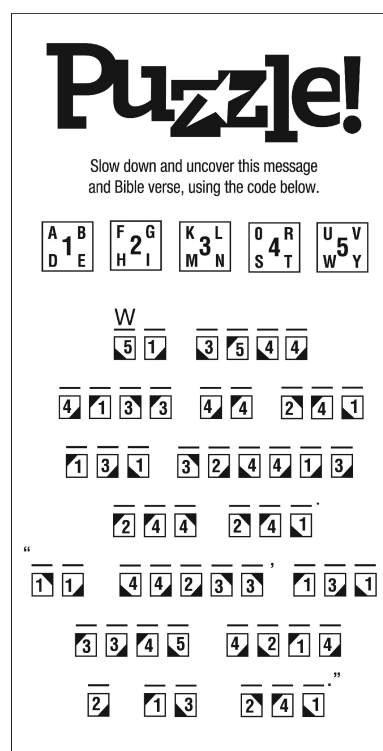 Puzzle!
Slow down and uncover this message
and Bible verse, using the code below.
A B 1 D E F G 2 H I K L 3 M N O R 4 S T U V 5 W Y
W
5 1 3 5 4 4
4 1 3 3 4 4 2 4 1
1 3 1 3 2 4 4 1 3
2 4 4 2 4 1.
“1 1 4 4 2 3 3, 1 3 1
3 3 4 5 4 2 1 4
2 1 3 2 4 1.”